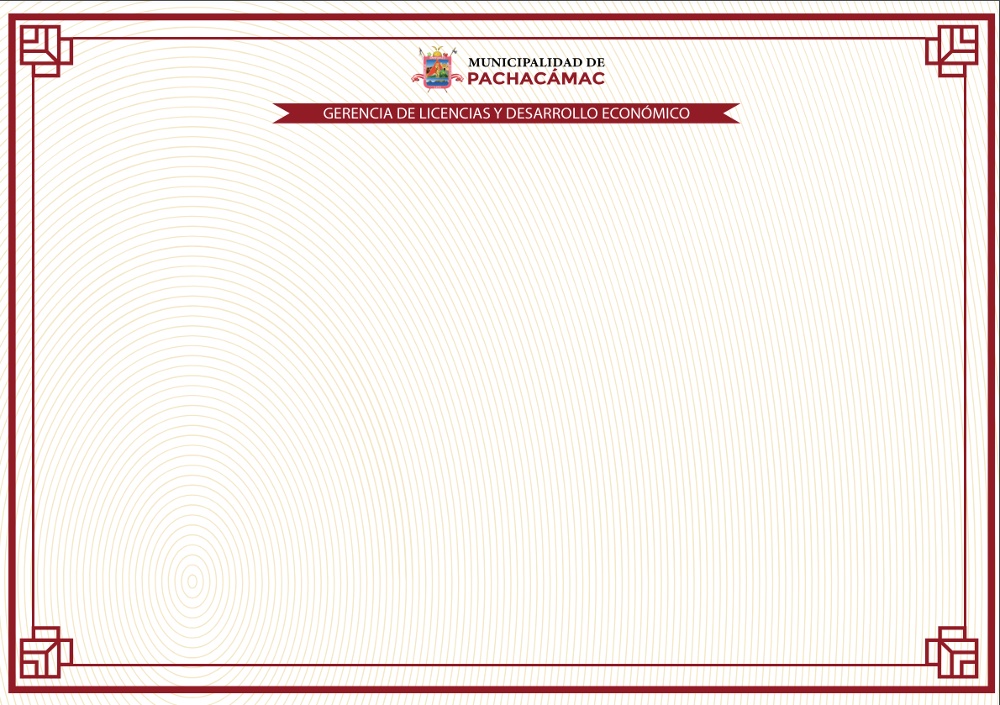 MUNICIPALIDAD DE
PACHACÁMAC
GERENCIA DE LICENCIAS Y DESARROLLO ECONÓMICO